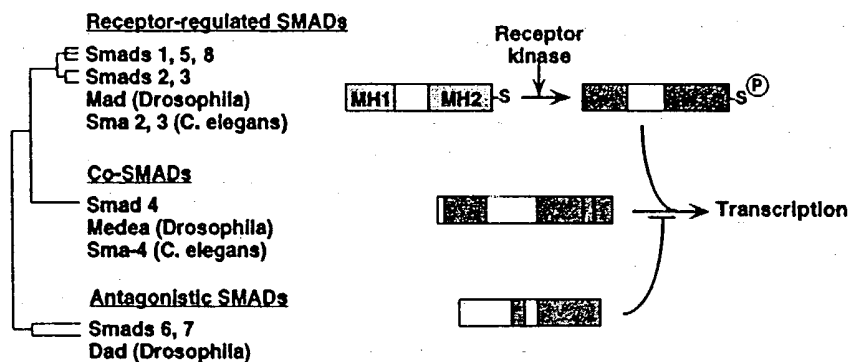 Receptor-regulated SMADs
Smads 1, 5, 8
Smads 2, 3
Mad (Drosophila)
Sma 2, 3 (C. elegans)
Receptor
kinase
MH1 MH2 S
S P
Co-SMADs
Smad 4
Medea (Drosophila)
Sma-4 (C. elegans)
Transcription
Antagonistic SMADs
Smads 6, 7
Dad (Drosophila)